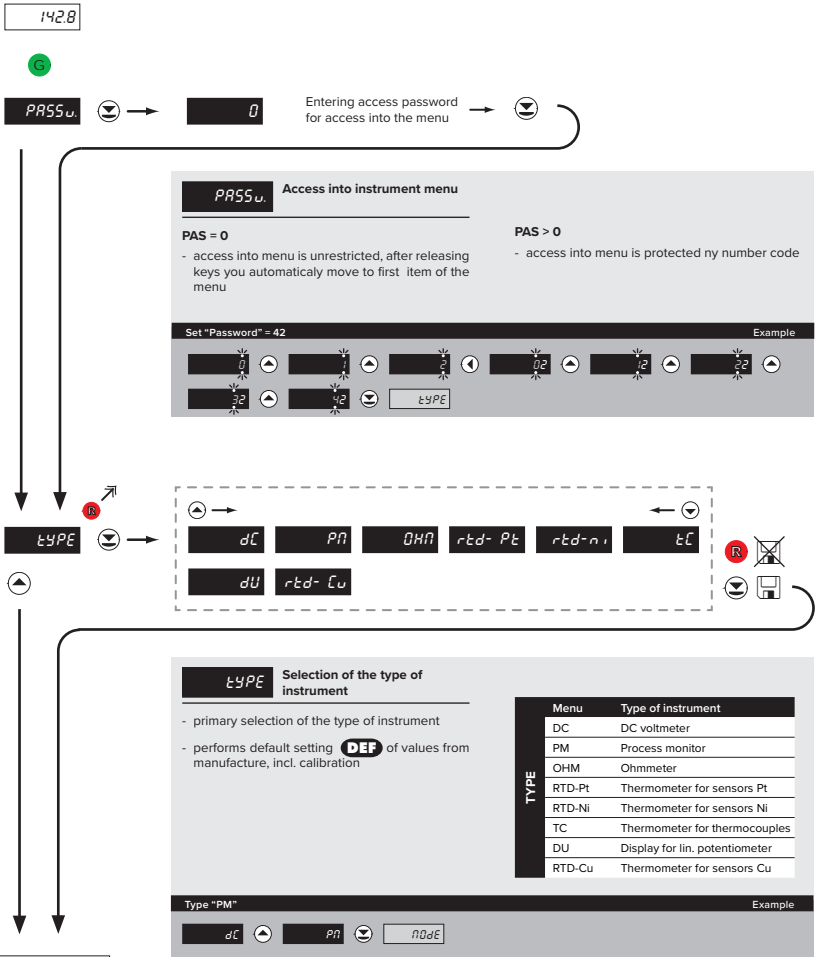 142.8
G
PASSw. 0 Entering access password
for access into the menu
PASSw. Access into instrument menu
PAS = 0
- access into menu is unrestricted, after releasing
keys you automaticaly move to first item of the
menu
PAS > 0
- access into menu is protected ny number code
Set “Password” = 42 Example
0 1 2 02 12 22
32 42 tYPE
R
tYPE
dC PM OHM rtd-Pt rtd-ni tC
dU rtd-Cu
R
tYPE Selection of the type of
instrument
- primary selection of the type of instrument
- performs default setting DEF of values from
manufacture, incl. calibration
TYPE
Menu Type of instrument
DC DC voltmeter
PM Process monitor
OHM Ohmmeter
RTD-Pt Thermometer for sensors Pt
RTD-Ni Thermometer for sensors Ni
TC Thermometer for thermocouples
DU Display for lin. potentiometer
RTD-Cu Thermometer for sensors Cu
Type “PM” Example
dC PM MOdE